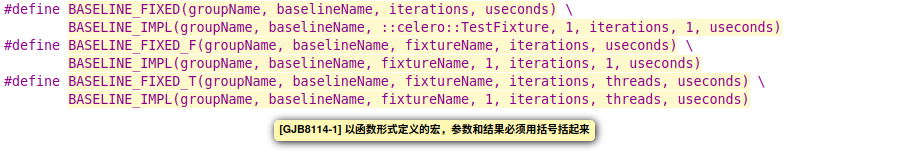 #define BASELINE_FIXED(groupName, baselineName, iterations, useconds) \
BASELINE_IMPL(groupName, baselineName, ::celero::TestFixture, 1, iterations, 1, useconds)
#define BASELINE_FIXED_F(groupName, baselineName, fixtureName, iterations, useconds) \
BASELINE_IMPL(groupName, baselineName, fixtureName, 1, iterations, 1, useconds)
#define BASELINE_FIXED_T(groupName, baselineName, fixtureName, iterations, threads, useconds) \
BASELINE_IMPL(groupName, baselineName, fixtureName, 1, iterations, threads, useconds)
[GJB8114-1] 以函数形式定义的宏，参数和结果必须用括号括起来